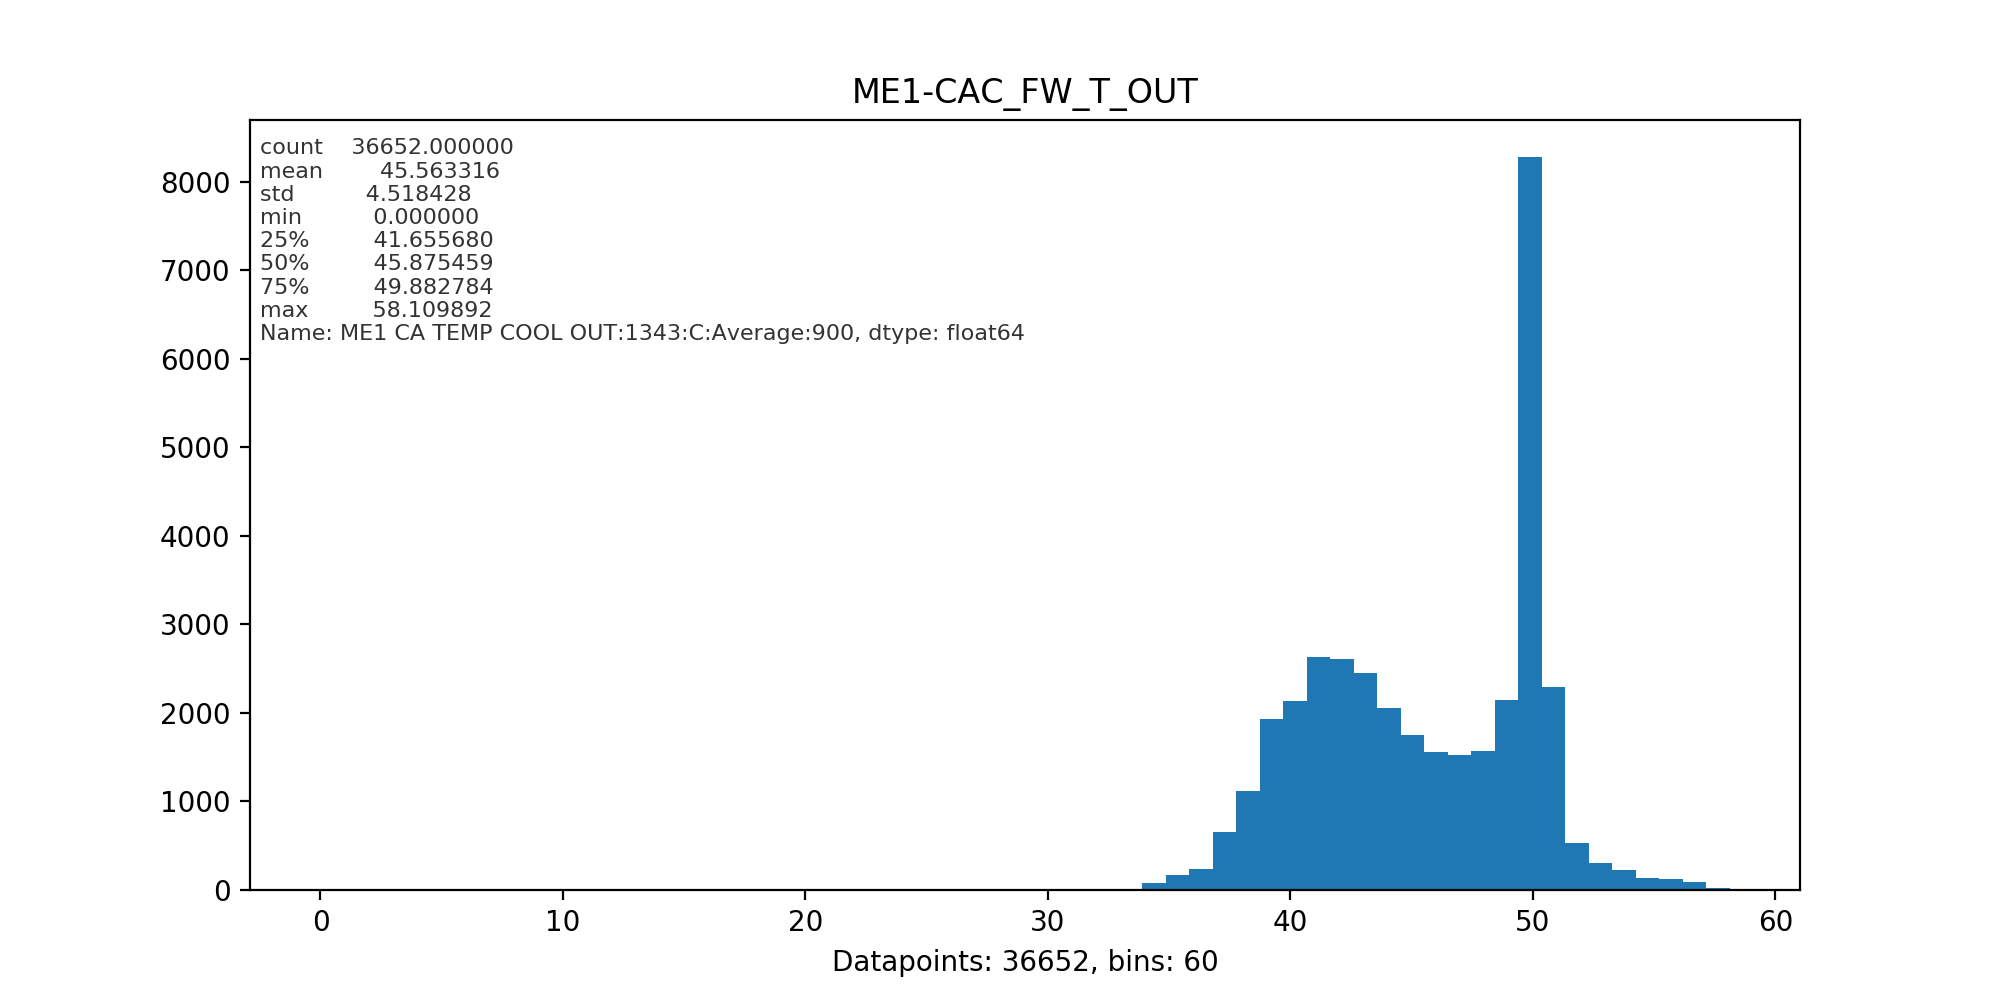 ME1-CAC_FW_T_OUT
count 36652.000000
mean 45.563316
std 4.518428
min 0.000000
25% 41.655680
50% 45.875459
75% 49.882784
max 58.109892
Name: ME1 CA TEMP COOL OUT:1343:C:Average:900, dtype: float64
8000
7000
6000
5000
4000
3000
2000
1000
0
0 10 20 30 40 50 60
Datapoints: 36652, bins: 60